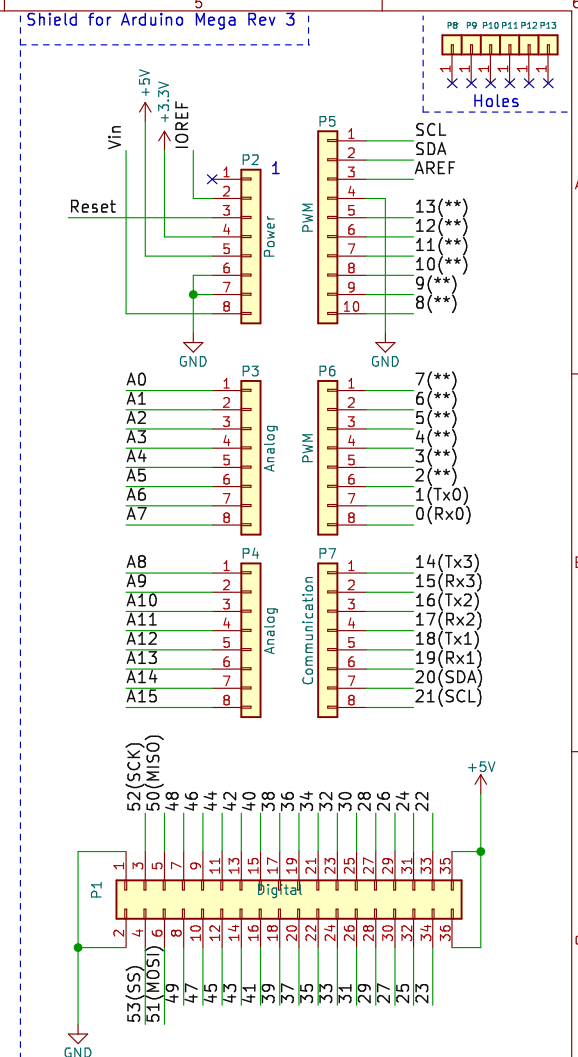 5
6
Shield for Arduino Mega Rev 3
P8 P9 P10 P11 P12 P13
1 1 1 1 1 1
Holes
A
+5V
+3.3V
Vin
IOREF
Reset
P2
1
1
2
3
4
5
6
7
8
Power
GND
P5
PWM
1 SCL
2 SDA
3 AREF
4
5 13(**)
6 12(**)
7 11(**)
8 10(**)
9 9(**)
10 8(**)
GND
P3
A0 1
A1 2
A2 3
A3 4
A4 5
A5 6
A6 7
A7 8
Analog
P6
PWM
1 7(**)
2 6(**)
3 5(**)
4 4(**)
5 3(**)
6 2(**)
7 1(Tx0)
8 0(Rx0)
B
P4
A8 1
A9 2
A10 3
A11 4
A12 5
A13 6
A14 7
A15 8
Analog
P7
Communication
1 14(Tx3)
2 15(Rx3)
3 16(Tx2)
4 17(Rx2)
5 18(Tx1)
6 19(Rx1)
7 20(SDA)
8 21(SCL)
+5V
52(SCK) 50(MISO) 48 46 44 42 40 38 36 34 32 30 28 26 24 22
1 3 5 7 9 11 13 15 17 19 21 23 25 27 29 31 33 35
P1
Digital
2 4 6 8 10 12 14 16 18 20 22 24 26 28 30 32 34 36
53(SS) 51(MOSI) 49 47 45 43 41 39 37 35 33 31 29 27 25 23
C
GND